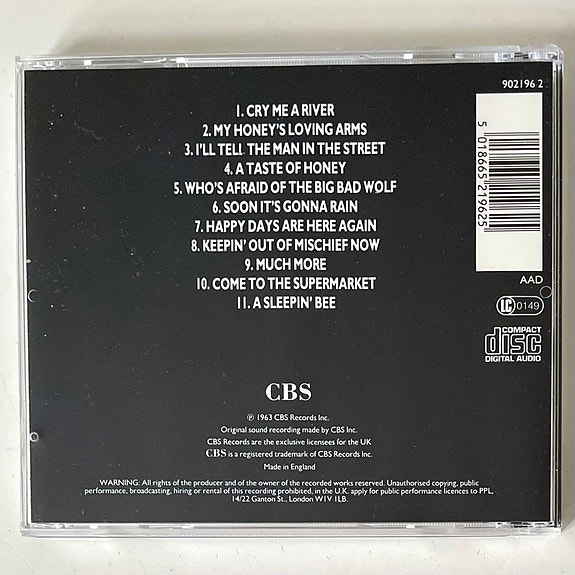 902196 2
1. CRY ME A RIVER
2. MY HONEY'S LOVING ARMS
3. I'LL TELL THE MAN IN THE STREET
4. A TASTE OF HONEY
5. WHO'S AFRAID OF THE BIG BAD WOLF
6. SOON IT'S GONNA RAIN
7. HAPPY DAYS ARE HERE AGAIN
8. KEEPIN' OUT OF MISCHIEF NOW
9. MUCH MORE
10. COME TO THE SUPERMARKET
11. A SLEEPIN' BEE
5 018665 219625
AAD
LC 0149
COMPACT
disc
DIGITAL AUDIO
CBS
℗ 1963 CBS Records Inc.
Original sound recording made by CBS Inc.
CBS Records are the exclusive licensees for the UK
CBS is a registered trademark of CBS Records Inc.
Made in England
WARNING: All rights of the producer and of the owner of the recorded works reserved. Unauthorised copying, public
performance, broadcasting, hiring or rental of this recording prohibited, in the U.K. apply for public performance licences to PPL,
14/22 Ganton St., London W1V 1LB.